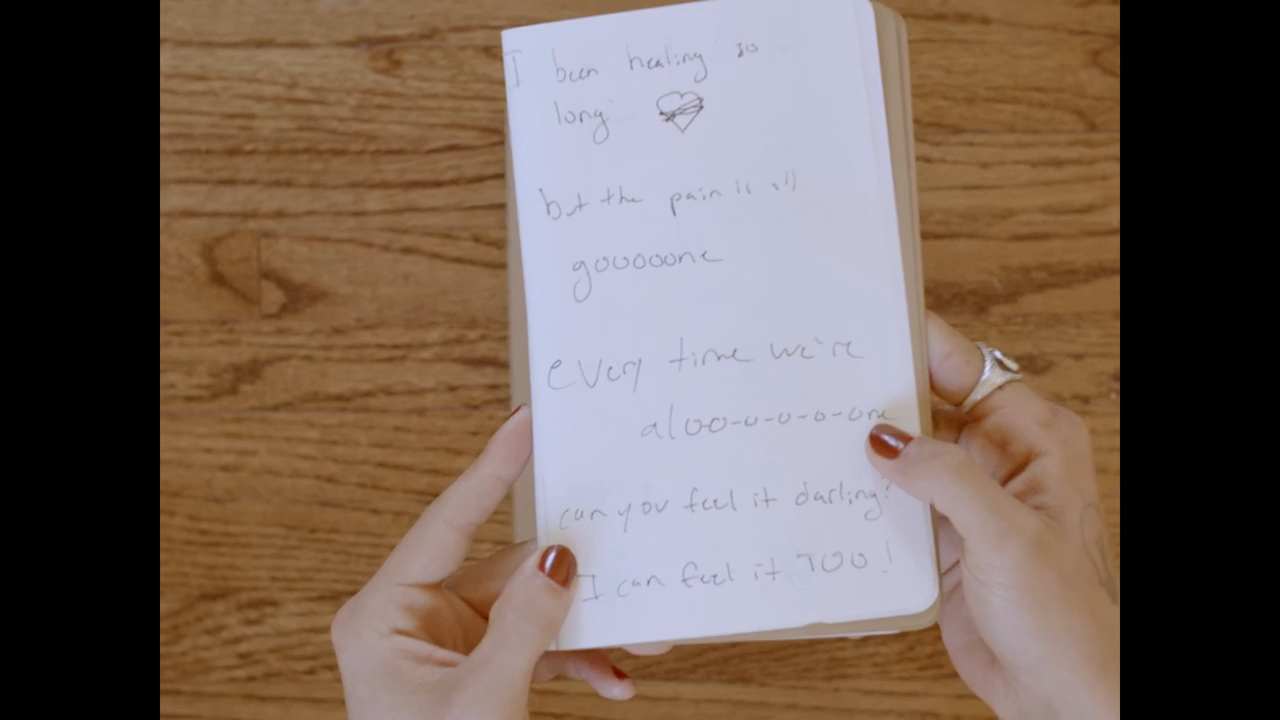 I been healing so
long
but the pain is all
gooooone
every time we're
aloo-o-o-o-one
can you feel it darling?
I can feel it TOO!